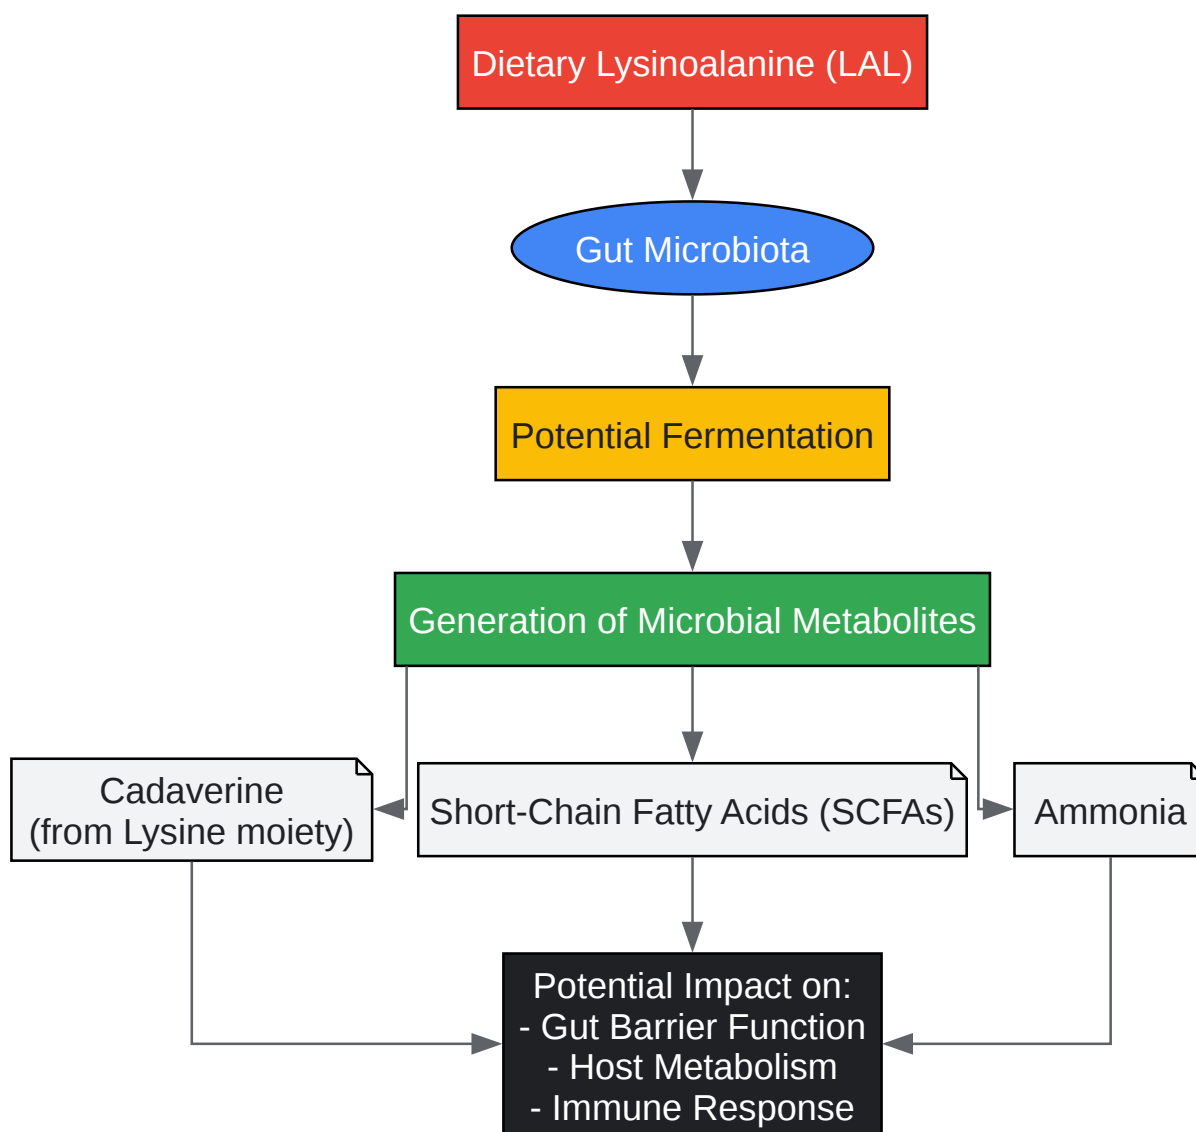 Dietary Lysinoalanine (LAL)
Gut Microbiota
Potential Fermentation
Generation of Microbial Metabolites
Cadaverine
(from Lysine moiety)
Short-Chain Fatty Acids (SCFAs)
Ammonia
Potential Impact on:
- Gut Barrier Function
- Host Metabolism
- Immune Response